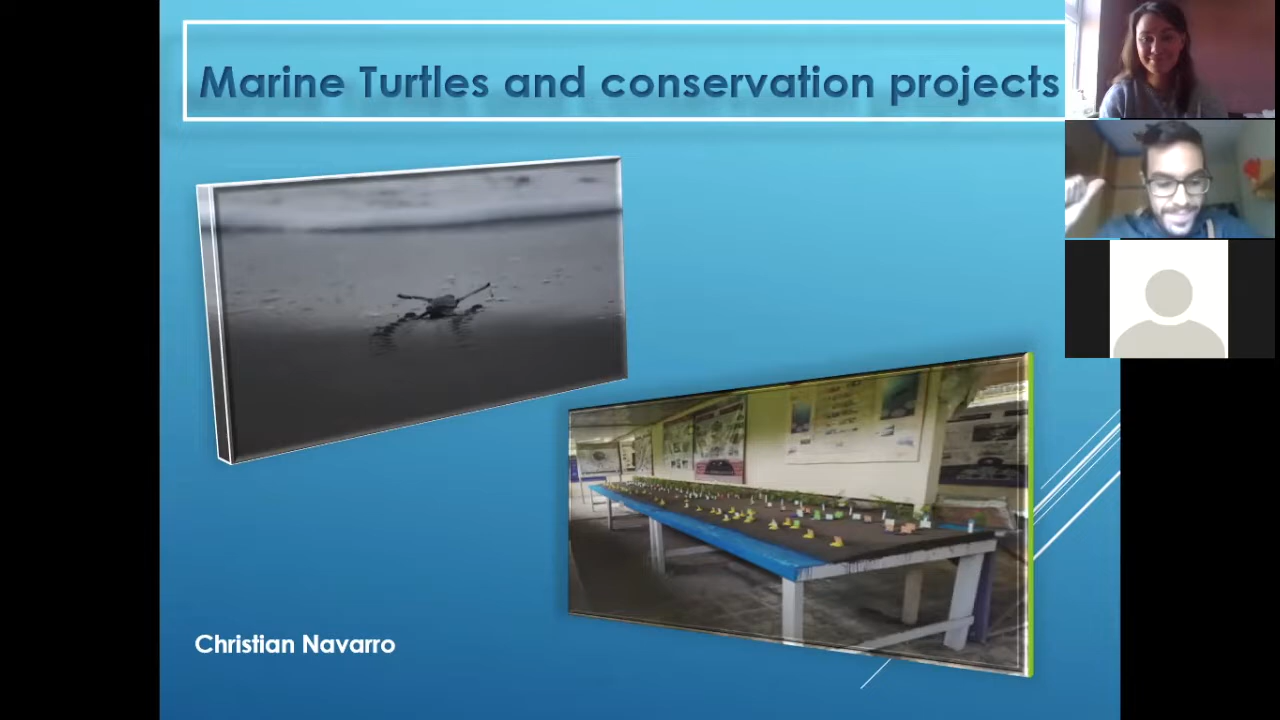 Marine Turtles and conservation projects
Christian Navarro